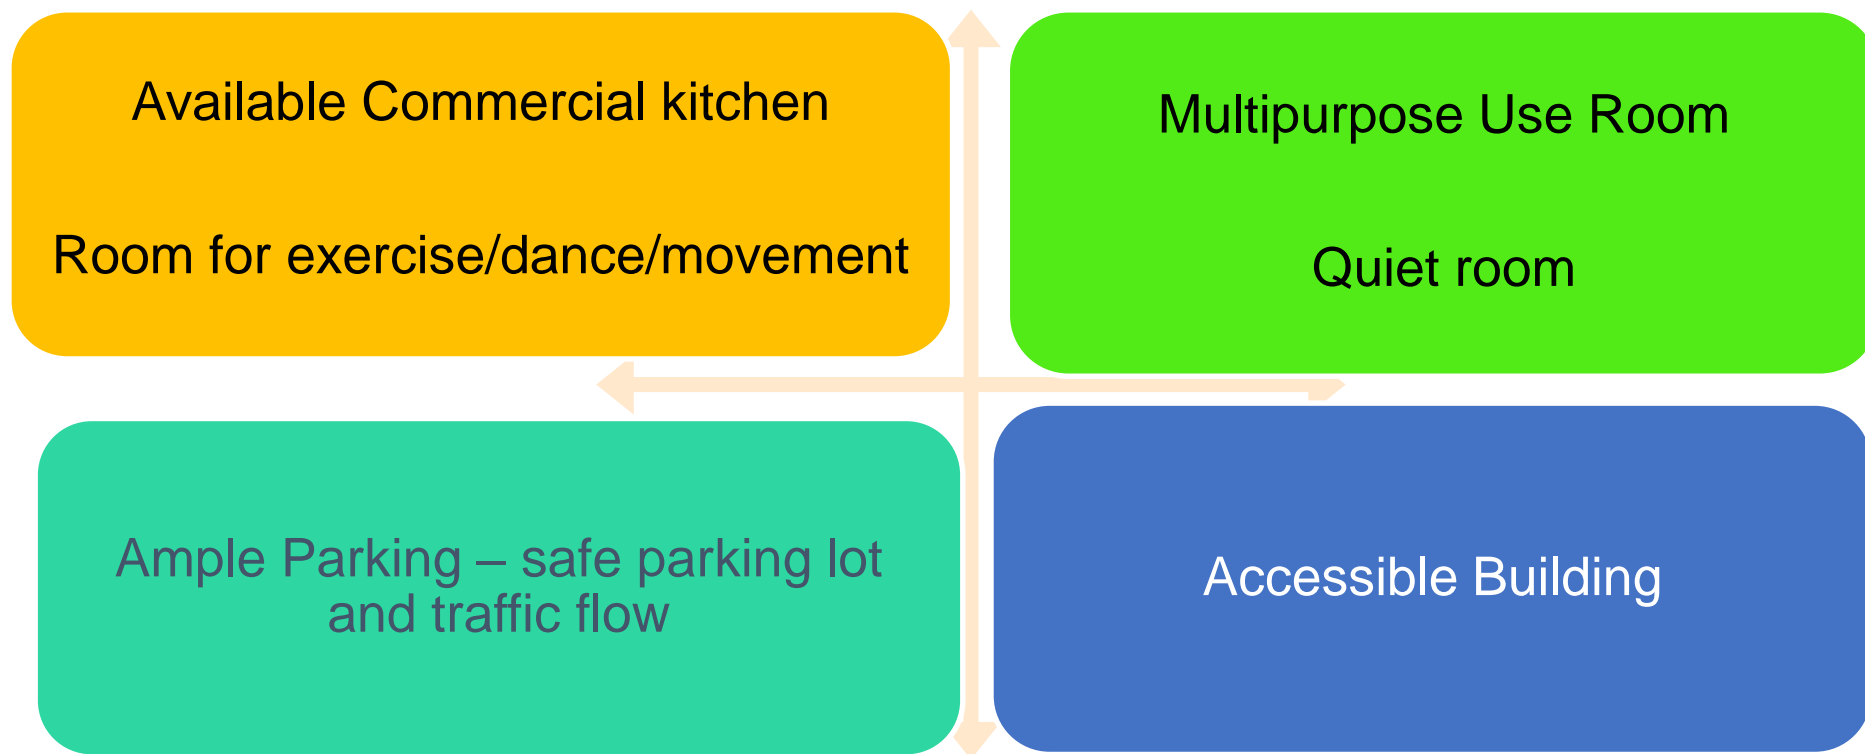 Available Commercial kitchen
Room for exercise/dance/movement
Multipurpose Use Room
Quiet room
Ample Parking – safe parking lot
and traffic flow
Accessible Building